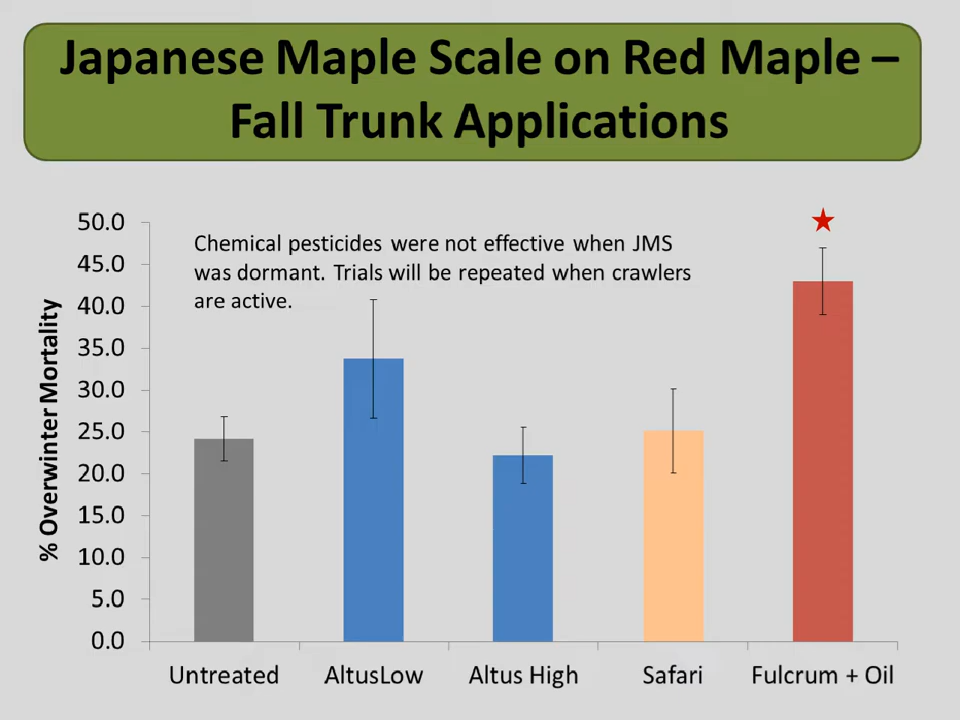 Japanese Maple Scale on Red Maple –
Fall Trunk Applications
Chemical pesticides were not effective when JMS
was dormant. Trials will be repeated when crawlers
are active.
% Overwinter Mortality
50.0
45.0
40.0
35.0
30.0
25.0
20.0
15.0
10.0
5.0
0.0
Untreated
AltusLow
Altus High
Safari
Fulcrum + Oil